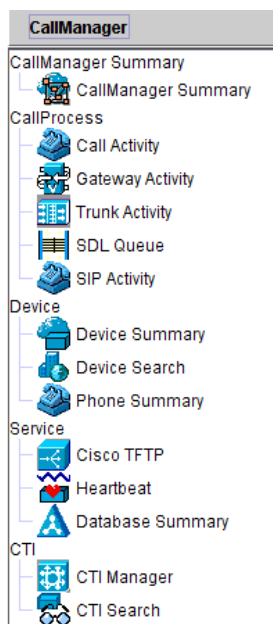 CallManager
CallManager Summary
CallManager Summary
CallProcess
Call Activity
Gateway Activity
Trunk Activity
SDL Queue
SIP Activity
Device
Device Summary
Device Search
Phone Summary
Service
Cisco TFTP
Heartbeat
Database Summary
CTI
CTI Manager
CTI Search